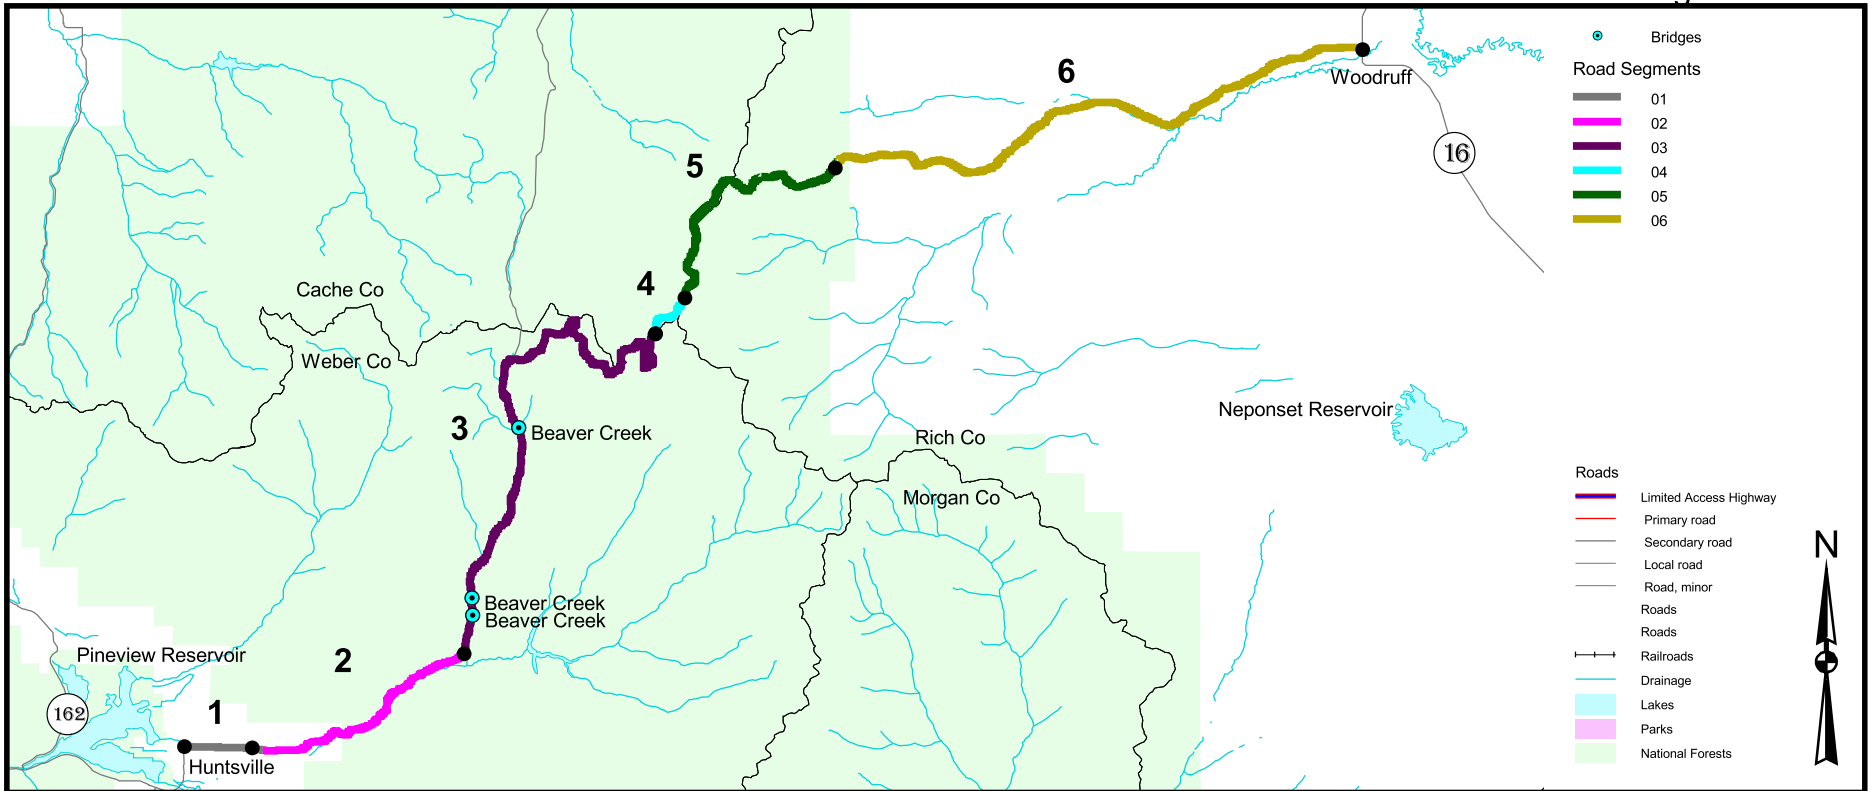 Bridges
Road Segments
01
02
03
04
05
06
6
Woodruff
16
5
4
Cache Co
Weber Co
3
Beaver Creek
Neponset Reservoir
Rich Co
Morgan Co
Beaver Creek
Beaver Creek
2
Pineview Reservoir
162
1
Huntsville
Roads
Limited Access Highway
Primary road
Secondary road
Local road
Road, minor
Roads
Roads
Railroads
Drainage
Lakes
Parks
National Forests
N